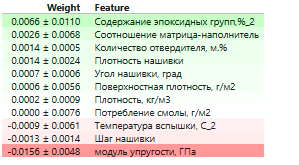 Weight Feature
0.0066 ± 0.0110 Содержание эпоксидных групп,%_2
0.0026 ± 0.0068 Соотношение матрица-наполнитель
0.0014 ± 0.0005 Количество отвердителя, м.%
0.0014 ± 0.0024 Плотность нашивки
0.0007 ± 0.0006 Угол нашивки, град
0.0006 ± 0.0056 Поверхностная плотность, г/м2
0.0002 ± 0.0009 Плотность, кг/м3
0.0000 ± 0.0076 Потребление смолы, г/м2
-0.0009 ± 0.0061 Температура вспышки, С_2
-0.0013 ± 0.0014 Шаг нашивки
-0.0156 ± 0.0048 модуль упругости, ГПа